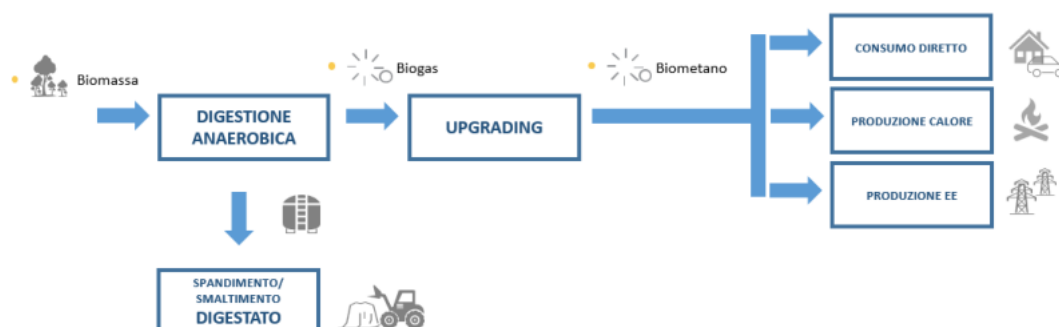 Biomassa
Biogas
Biometano
DIGESTIONE
ANAEROBICA
UPGRADING
CONSUMO DIRETTO
PRODUZIONE CALORE
PRODUZIONE EE
SPANDIMENTO/
SMALTIMENTO
DIGESTATO